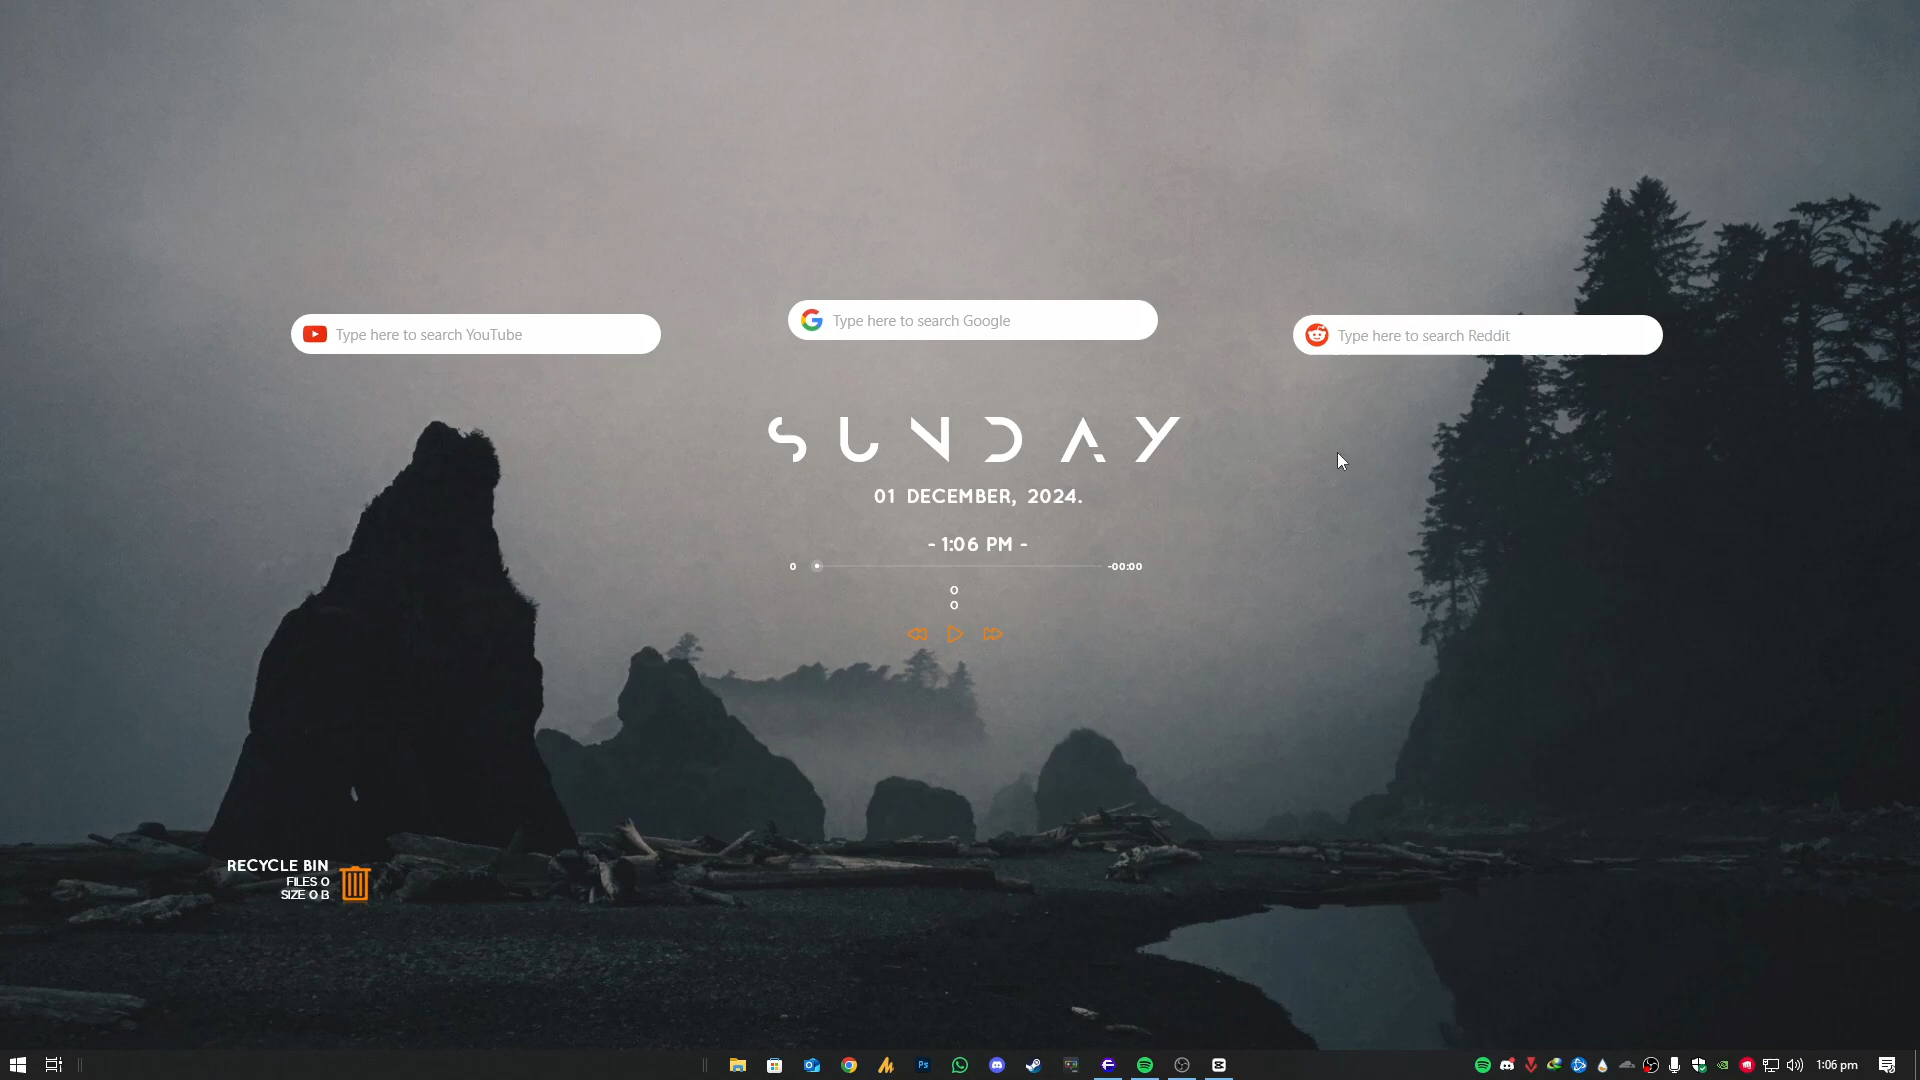 Type here to search Google
Type here to search YouTube
Type here to search Reddit
SUNDAY
01 DECEMBER, 2024.
- 1:06 PM -
0
-00:00
0
0
RECYCLE BIN
FILES 0
SIZE 0 B
Ps
1:06 pm